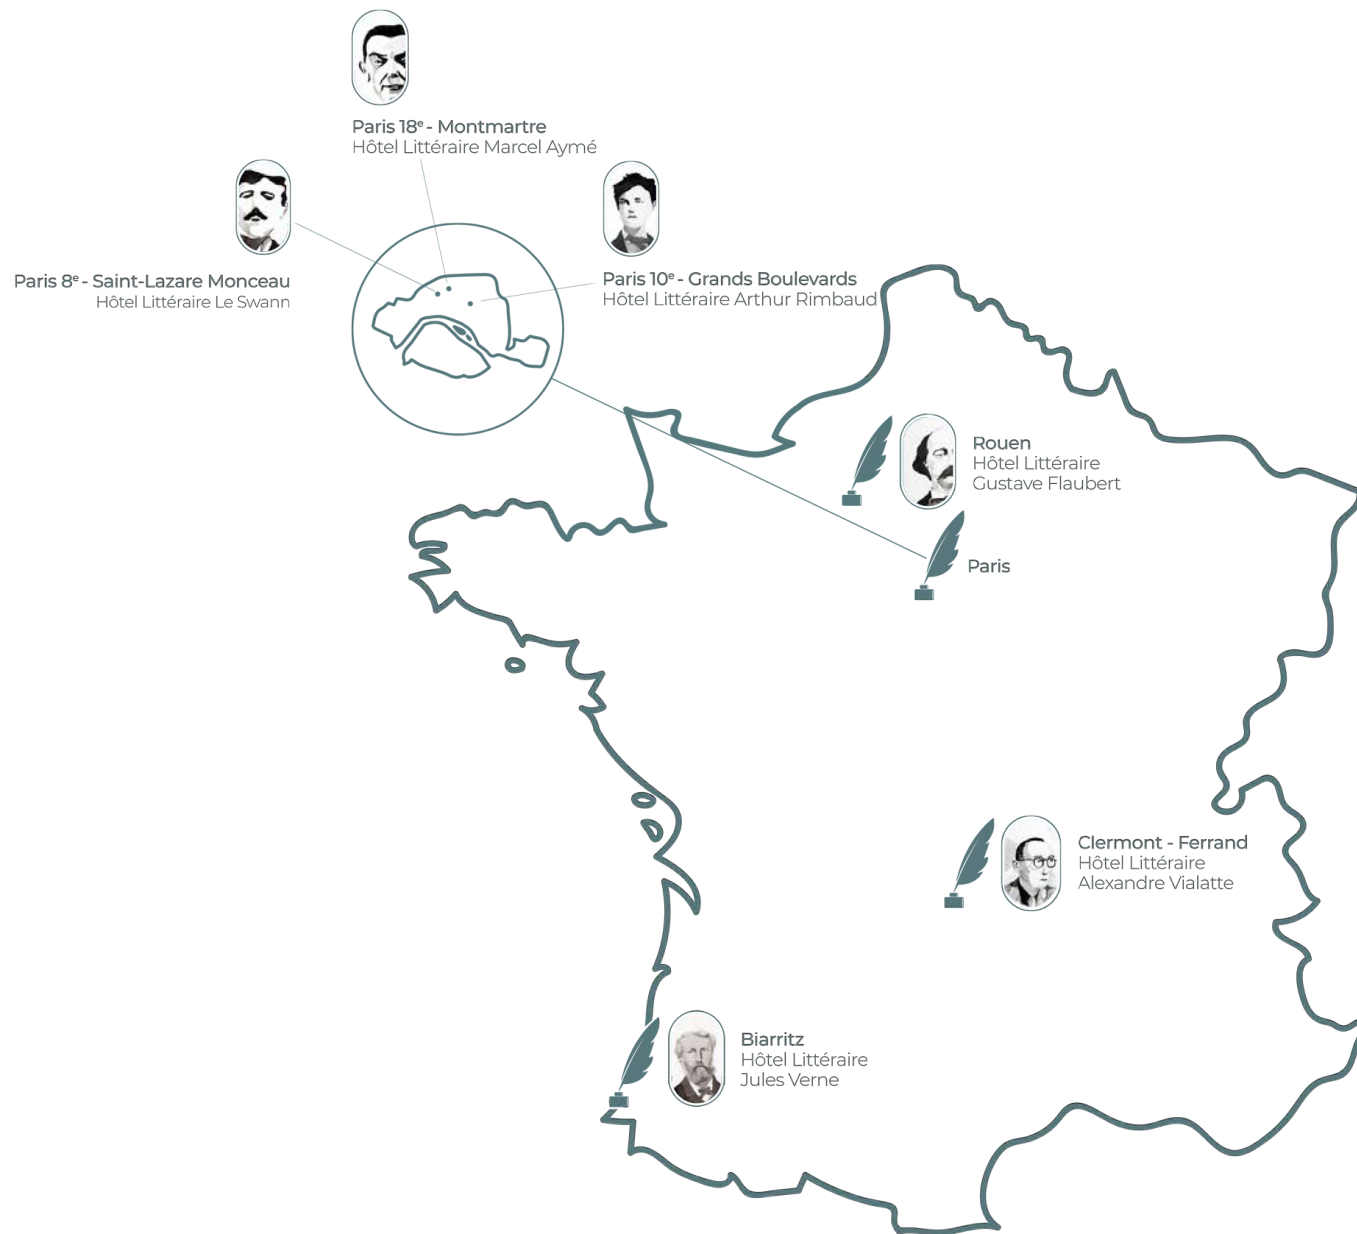 Paris 18e - Montmartre
Hôtel Littéraire Marcel Aymé
Paris 8e - Saint-Lazare Monceau
Hôtel Littéraire Le Swann
Paris 10e - Grands Boulevards
Hôtel Littéraire Arthur Rimbaud
Rouen
Hôtel Littéraire
Gustave Flaubert
Paris
Clermont - Ferrand
Hôtel Littéraire
Alexandre Vialatte
Biarritz
Hôtel Littéraire
Jules Verne